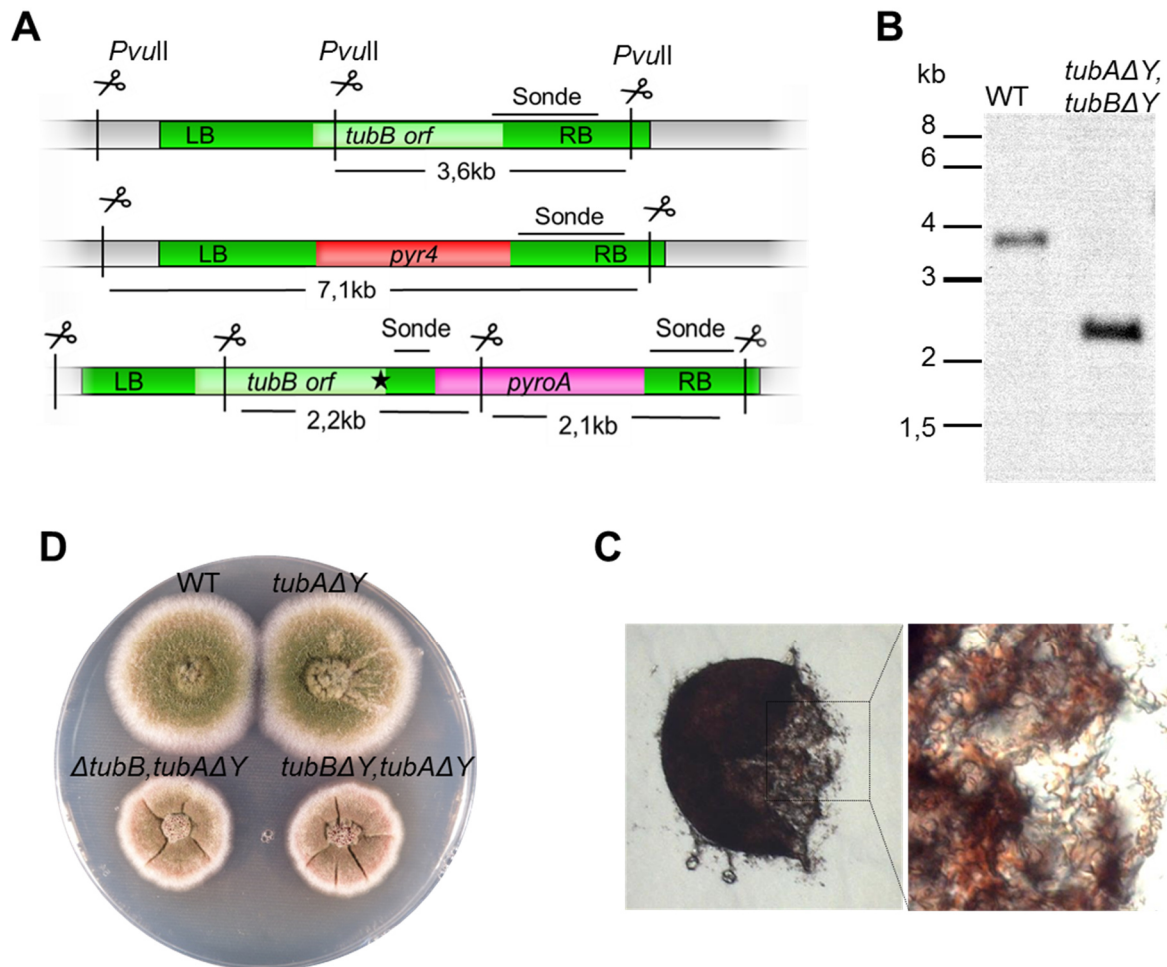 A
PvuII PvuII PvuII
Sonde
LB tubB orf RB
3,6kb
Sonde
LB pyr4 RB
7,1kb
Sonde Sonde
LB tubB orf ★ pyroA RB
2,2kb 2,1kb
B
kb WT tubAΔY,
tubBΔY
8
6
4
3
2
1,5
D
WT tubAΔY
ΔtubB,tubAΔY tubBΔY,tubAΔY
C